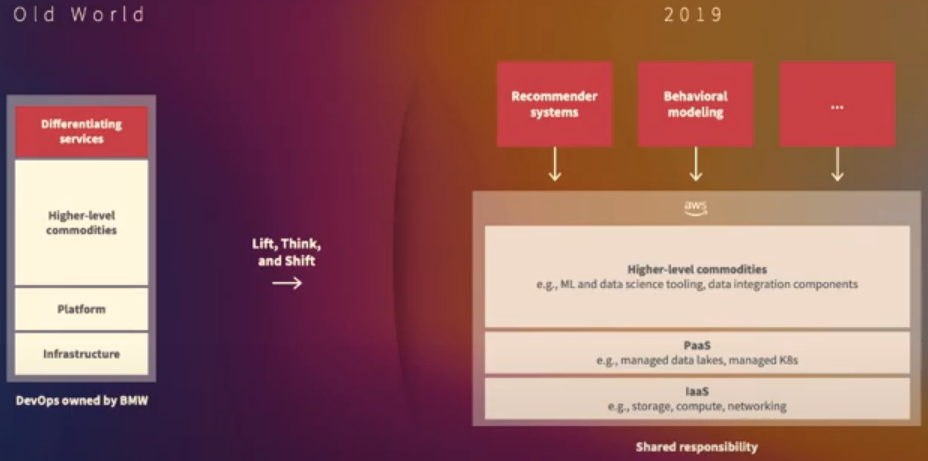 Old World
2019
Differentiating
services
Higher-level
commodities
Platform
Infrastructure
DevOps owned by BMW
Lift, Think,
and Shift
Recommender
systems
Behavioral
modeling
...
aws
Higher-level commodities
e.g., ML and data science tooling, data integration components
PaaS
e.g., managed data lakes, managed K8s
IaaS
e.g., storage, compute, networking
Shared responsibility